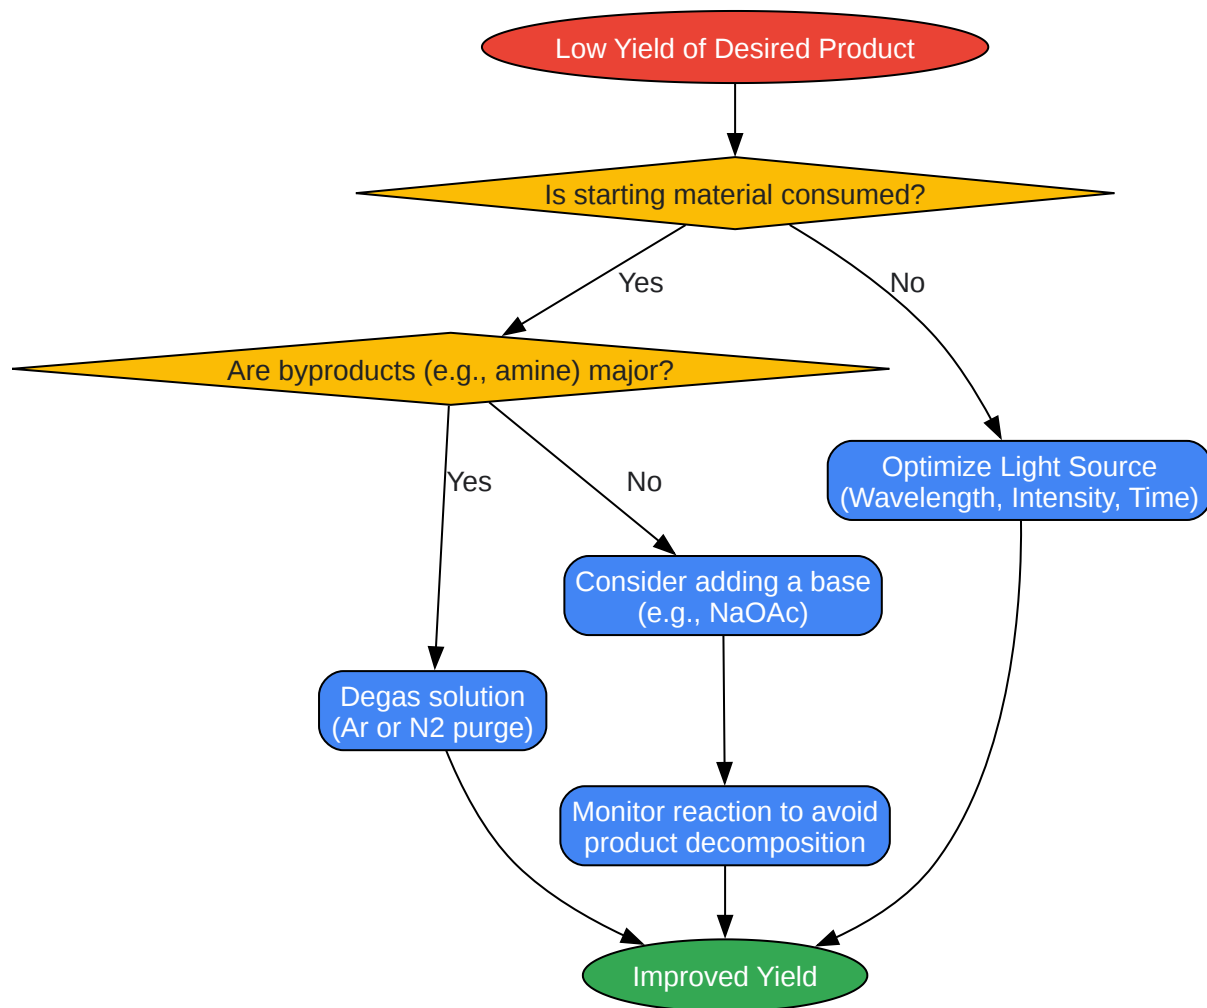 Low Yield of Desired Product
Is starting material consumed?
Yes
No
Are byproducts (e.g., amine) major?
Optimize Light Source
(Wavelength, Intensity, Time)
Yes
No
Consider adding a base
(e.g., NaOAc)
Degas solution
(Ar or N2 purge)
Monitor reaction to avoid
product decomposition
Improved Yield